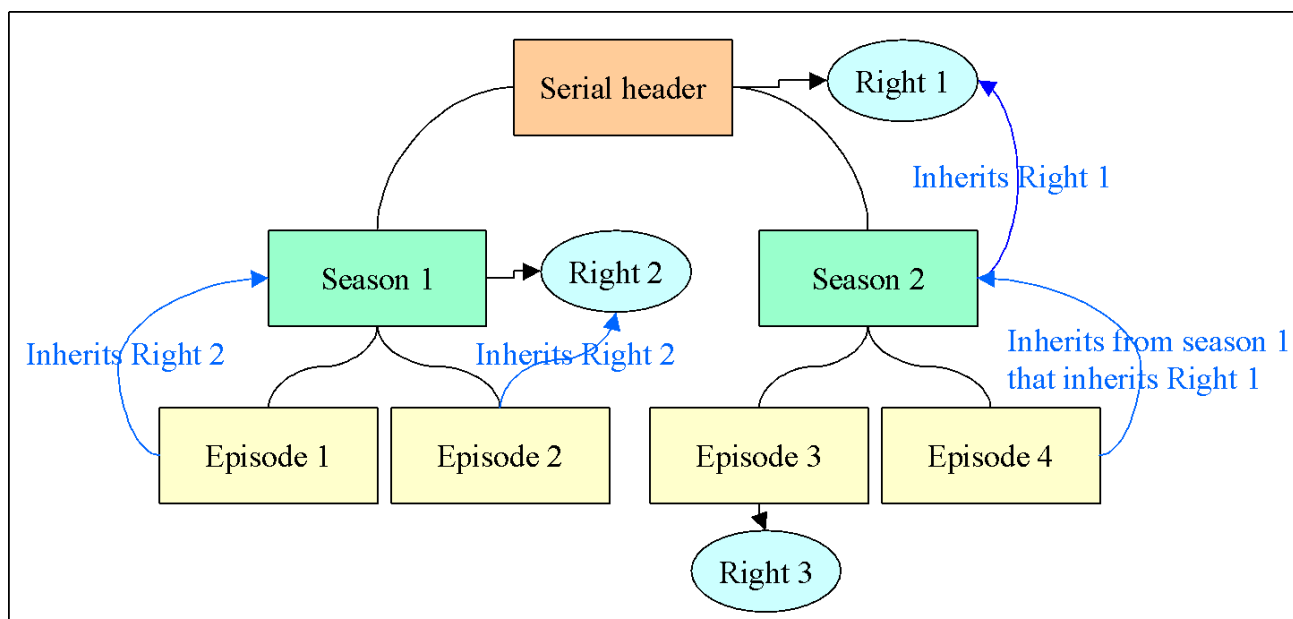 Serial header
Right 1
Inherits Right 1
Season 1
Right 2
Season 2
Inherits Right 2
Inherits Right 2
Inherits from season 1
that inherits Right 1
Episode 1
Episode 2
Episode 3
Episode 4
Right 3